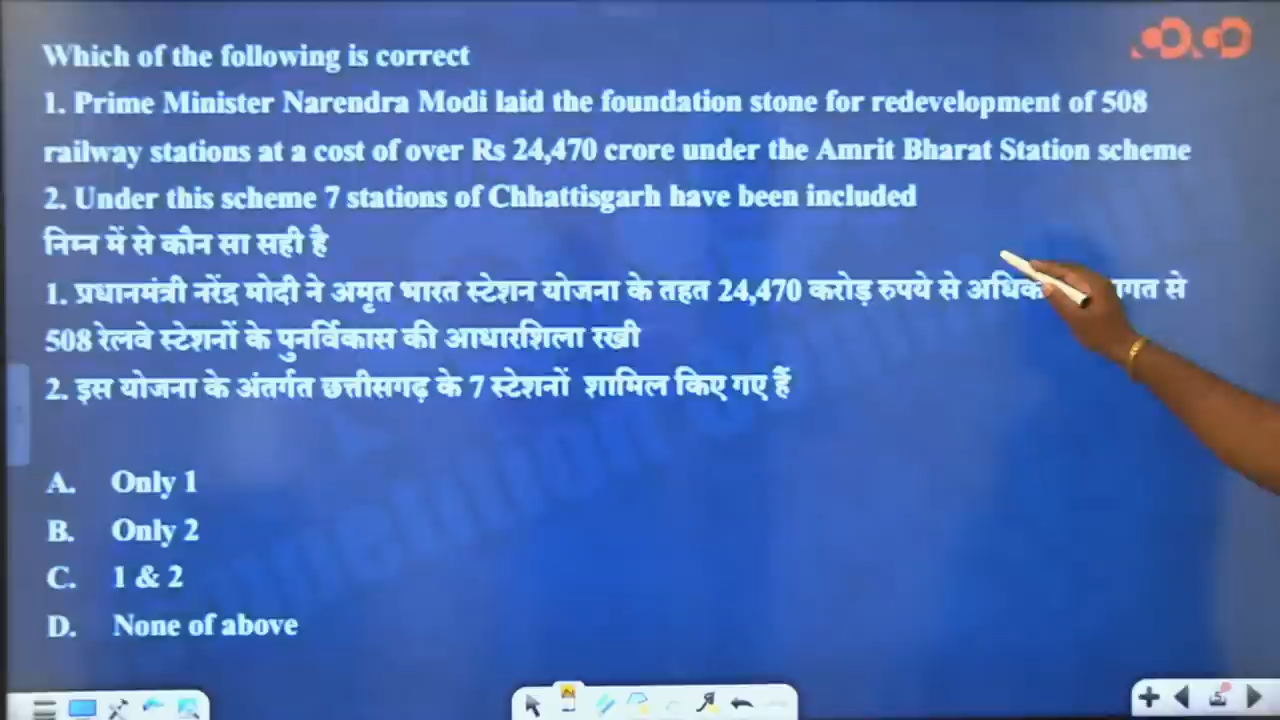 Which of the following is correct
1. Prime Minister Narendra Modi laid the foundation stone for redevelopment of 508
railway stations at a cost of over Rs 24,470 crore under the Amrit Bharat Station scheme
2. Under this scheme 7 stations of Chhattisgarh have been included
निम्न में से कौन सा सही है
1. प्रधानमंत्री नरेंद्र मोदी ने अमृत भारत स्टेशन योजना के तहत 24,470 करोड़ रुपये से अधिक से
508 रेलवे स्टेशनों के पुनर्विकास की आधारशिला रखी
2. इस योजना के अंतर्गत छत्तीसगढ़ के 7 स्टेशनों शामिल किए गए हैं
A. Only 1
B. Only 2
C. 1 & 2
D. None of above